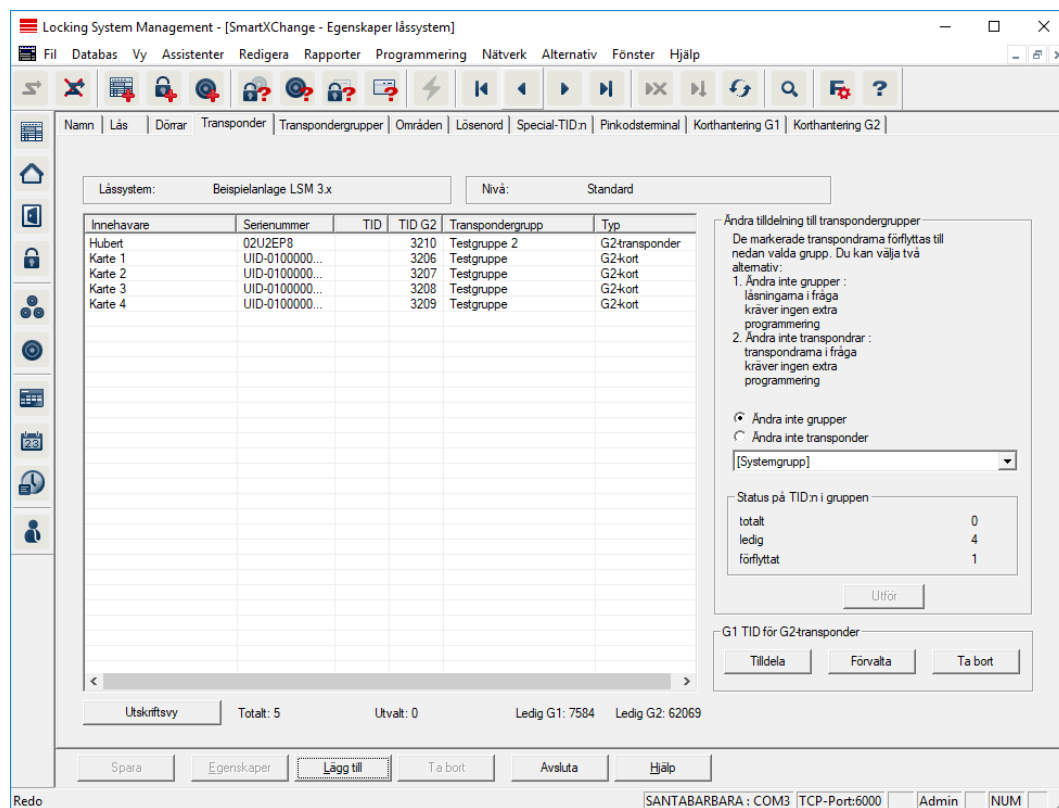 Locking System Management - [SmartXChange - Egenskaper låssystem]
Fil Databas Vy Assistenter Redigera Rapporter Programmering Nätverk Alternativ Fönster Hjälp
Namn Lås Dörrar Transponder Transpondergrupper Områden Lösenord Special-TID:n Pinkodsterminal Korthantering G1 Korthantering G2
Låssystem: Beispielanlage LSM 3.x Nivå: Standard
Innehavare Serienummer TID TID G2 Transpondergrupp Typ
Hubert 02U2EP8 3210 Testgruppe 2 G2-transponder
Karte 1 UID-0100000... 3206 Testgruppe G2-kort
Karte 2 UID-0100000... 3207 Testgruppe G2-kort
Karte 3 UID-0100000... 3208 Testgruppe G2-kort
Karte 4 UID-0100000... 3209 Testgruppe G2-kort
Ändra tilldelning till transpondergrupper
De markerade transpondrarna förflyttas till
nedan valda grupp. Du kan välja två
alternativ:
1. Ändra inte grupper :
låsningarna i fråga
kräver ingen extra
programmering
2. Ändra inte transpondrar :
transpondrarna i fråga
kräver ingen extra
programmering
Ändra inte grupper
Ändra inte transponder
[Systemgrupp]
Status på TID:n i gruppen
totalt 0
ledig 4
förflyttat 1
Utför
G1 TID för G2-transponder
Tilldela Förvalta Ta bort
Utskriftsvy Totalt: 5 Utvalt: 0 Ledig G1: 7584 Ledig G2: 62069
Spara Egenskaper Lägg till Ta bort Avsluta Hjälp
Redo SANTABARBARA : COM3 TCP-Port:6000 Admin NUM